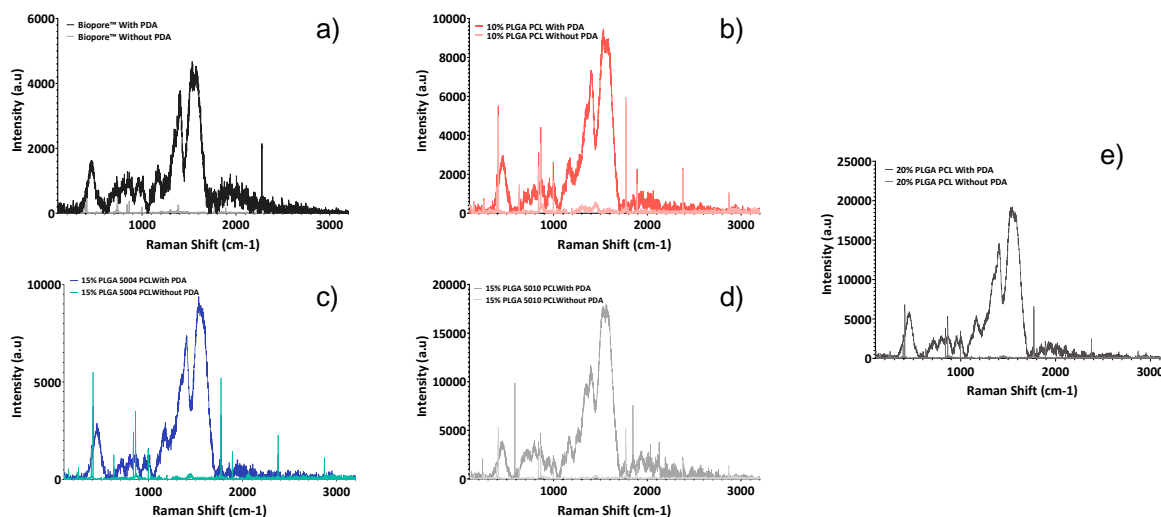 a)
Biopore™ With PDA
Biopore™ Without PDA
6000
4000
2000
0
Intensity (a.u)
1000
2000
3000
Raman Shift (cm-1)
b)
10% PLGA PCL With PDA
10% PLGA PCL Without PDA
10000
8000
6000
4000
2000
0
Intensity (a.u)
1000
2000
3000
Raman Shift (cm-1)
c)
15% PLGA 5004 PCLWith PDA
15% PLGA 5004 PCLWithout PDA
10000
5000
0
Intensity (a.u)
1000
2000
3000
Raman Shift (cm-1)
d)
15% PLGA 5010 PCLWith PDA
15% PLGA 5010 PCLWithout PDA
20000
15000
10000
5000
0
Intensity (a.u)
1000
2000
3000
Raman Shift (cm-1)
e)
20% PLGA PCL With PDA
20% PLGA PCL Without PDA
25000
20000
15000
10000
5000
0
Intensity (a.u)
1000
2000
3000
Raman Shift (cm-1)